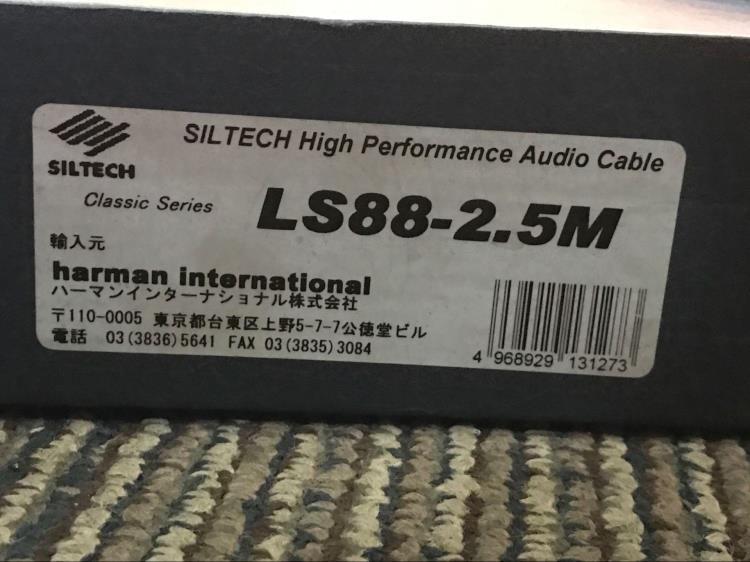 SILTECH
SILTECH High Performance Audio Cable
Classic Series
LS88-2.5M
輸入元
harman international
ハーマンインターナショナル株式会社
〒110-0005 東京都台東区上野5-7-7公徳堂ビル
電話 03(3836)5641 FAX 03(3835)3084
4 968929 131273